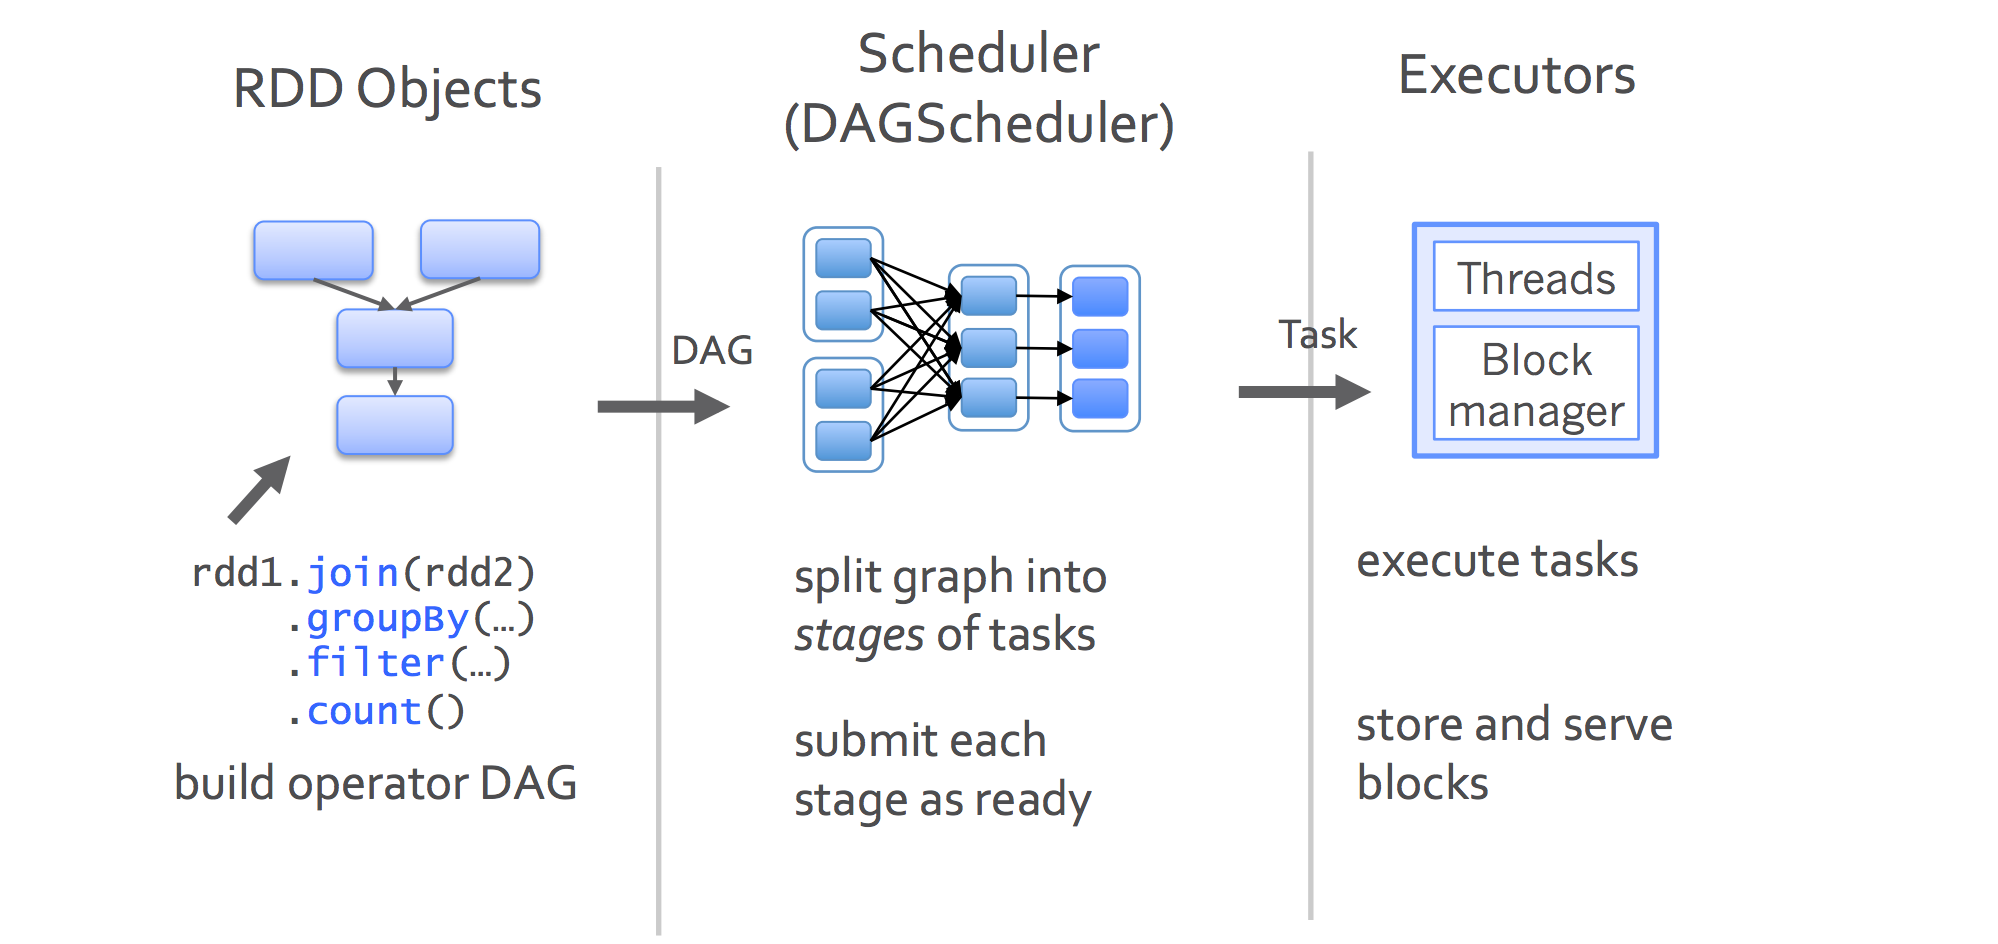 RDD Objects
rdd1.join(rdd2)
.groupBy(…)
.filter(…)
.count()
build operator DAG
DAG
Scheduler
(DAGScheduler)
split graph into
stages of tasks
submit each
stage as ready
Task
Executors
Threads
Block
manager
execute tasks
store and serve
blocks